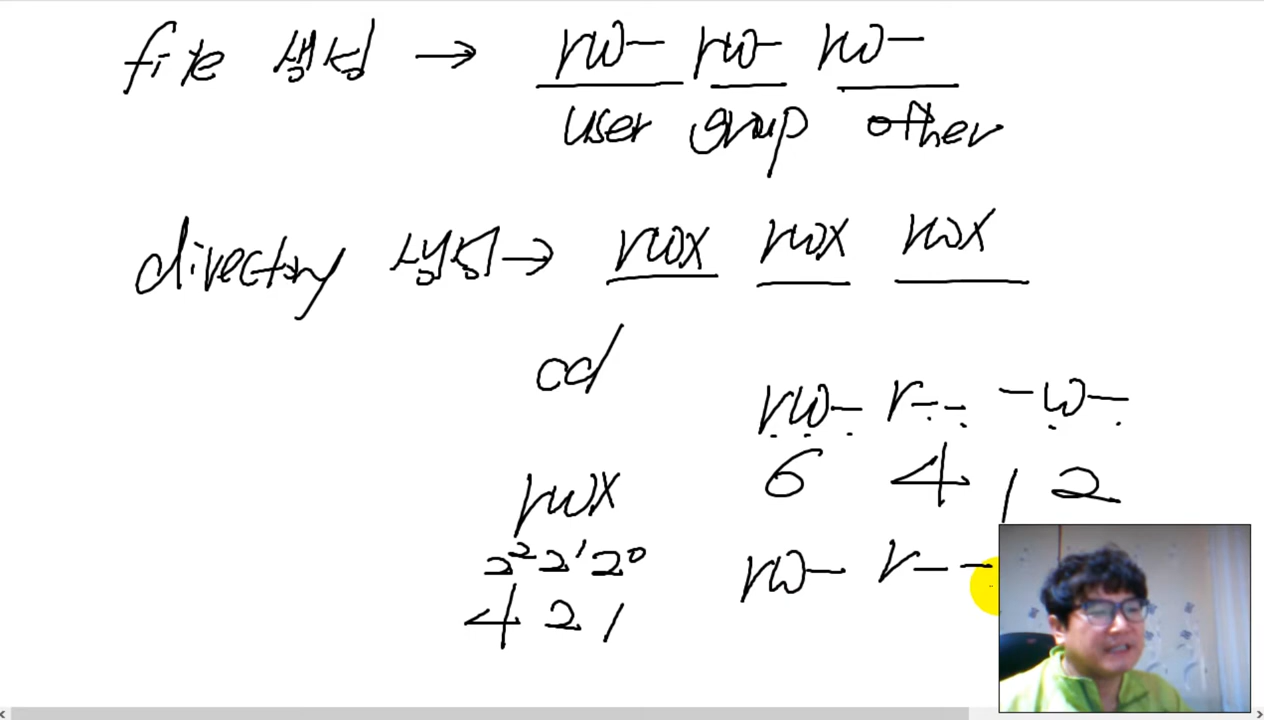 file 생성 → rw- rw- rw-
user group other
directory 생성 → rwx rwx rwx
cd
rw- r-- -w-
6 4 , 2
rwx
2² 2¹ 2⁰
rw- r--
4 2 1